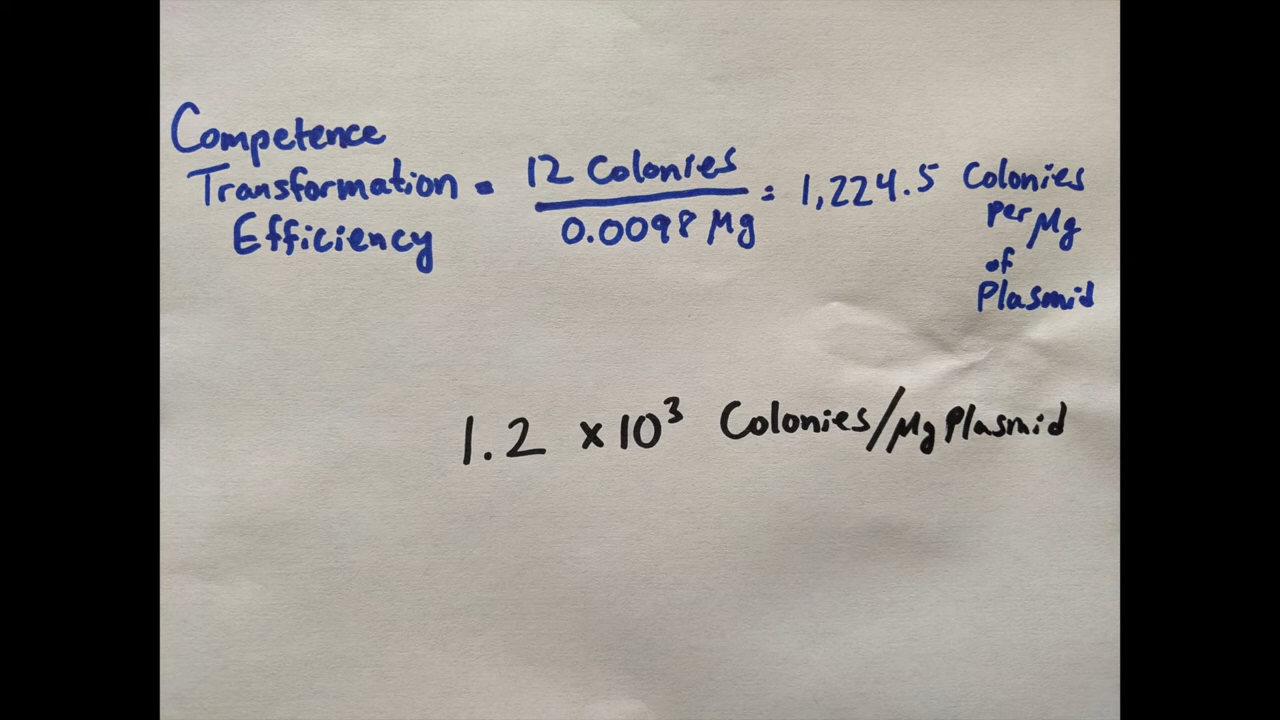 Competence
Transformation = 12 Colonies / 0.0098 μg = 1,224.5 Colonies
Efficiency
per μg
of
Plasmid
1.2 x10³ Colonies/μg Plasmid